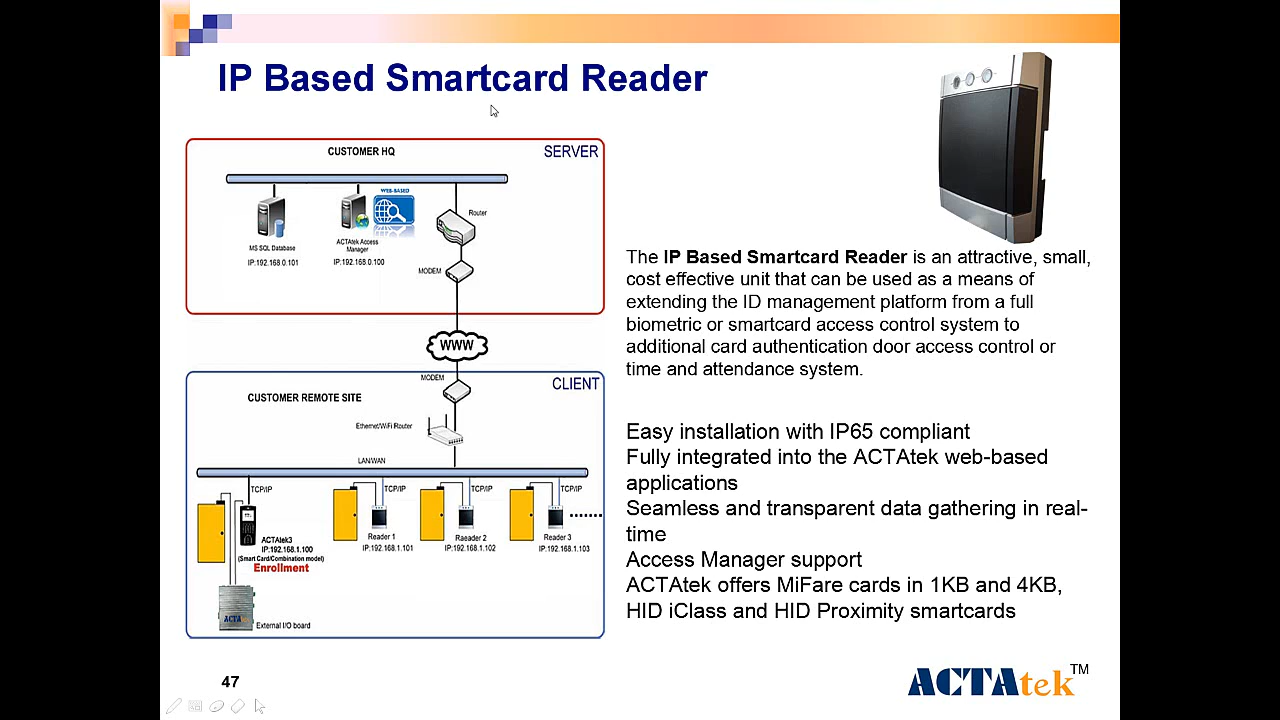 IP Based Smartcard Reader
CUSTOMER HQ
SERVER
WEB-BASED
Router
MS SQL Database
IP:192.168.0.101
ACTAtek Access
Manager
IP:192.168.0.100
MODEM
WWW
MODEM
CLIENT
CUSTOMER REMOTE SITE
Ethernet/WiFi Router
LAN/WAN
TCP/IP
TCP/IP
TCP/IP
TCP/IP
ACTAtek3
IP:192.168.1.100
(Smart Card/Combination model)
Enrollment
Reader 1
IP:192.168.1.101
Raeader 2
IP:192.168.1.102
Reader 3
IP:192.168.1.103
ACTAtek
External I/O board
The IP Based Smartcard Reader is an attractive, small,
cost effective unit that can be used as a means of
extending the ID management platform from a full
biometric or smartcard access control system to
additional card authentication door access control or
time and attendance system.
Easy installation with IP65 compliant
Fully integrated into the ACTAtek web-based
applications
Seamless and transparent data gathering in real-
time
Access Manager support
ACTAtek offers MiFare cards in 1KB and 4KB,
HID iClass and HID Proximity smartcards
47
ACTAtek TM